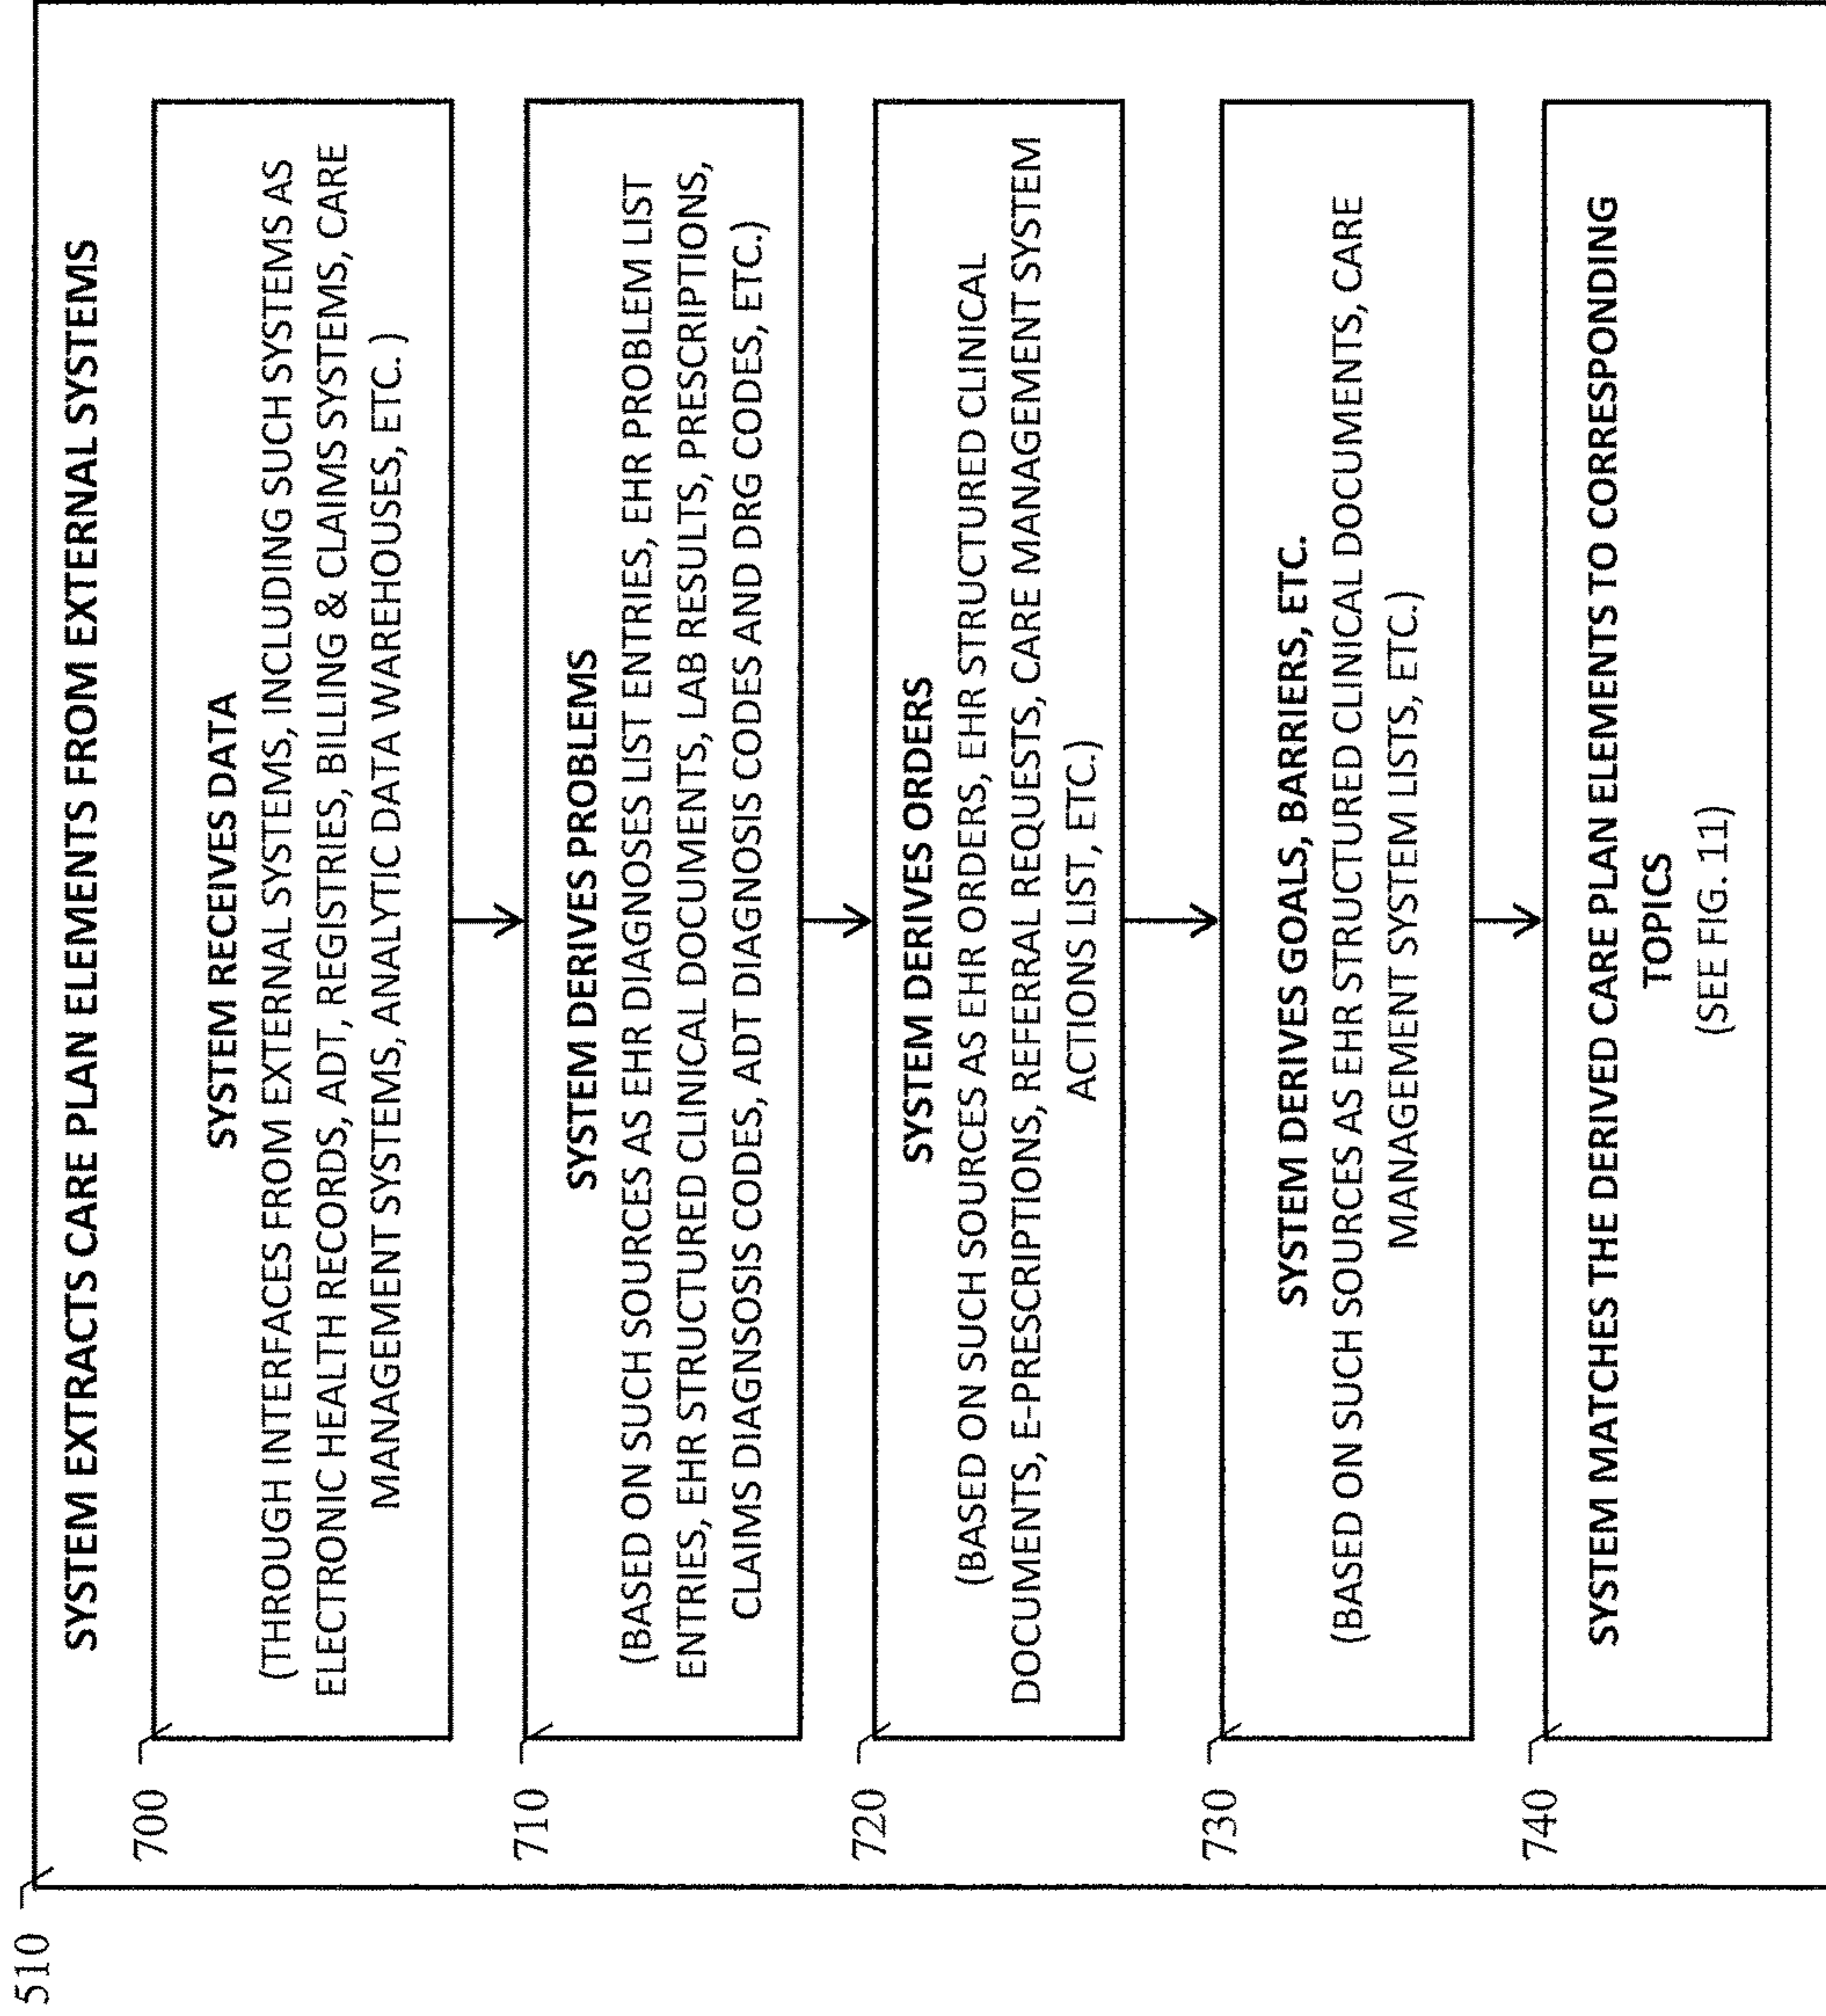 510
SYSTEM EXTRACTS CARE PLAN ELEMENTS FROM EXTERNAL SYSTEMS
700
SYSTEM RECEIVES DATA
(THROUGH INTERFACES FROM EXTERNAL SYSTEMS, INCLUDING SUCH SYSTEMS AS
ELECTRONIC HEALTH RECORDS, ADT, REGISTRIES, BILLING & CLAIMS SYSTEMS, CARE
MANAGEMENT SYSTEMS, ANALYTIC DATA WAREHOUSES, ETC. )
710
SYSTEM DERIVES PROBLEMS
(BASED ON SUCH SOURCES AS EHR DIAGNOSES LIST ENTRIES, EHR PROBLEM LIST
ENTRIES, EHR STRUCTURED CLINICAL DOCUMENTS, LAB RESULTS, PRESCRIPTIONS,
CLAIMS DIAGNSOSIS CODES, ADT DIAGNOSIS CODES AND DRG CODES, ETC.)
720
SYSTEM DERIVES ORDERS
(BASED ON SUCH SOURCES AS EHR ORDERS, EHR STRUCTURED CLINICAL
DOCUMENTS, E-PRESCRIPTIONS, REFERRAL REQUESTS, CARE MANAGEMENT SYSTEM
ACTIONS LIST, ETC.)
730
SYSTEM DERIVES GOALS, BARRIERS, ETC.
(BASED ON SUCH SOURCES AS EHR STRUCTURED CLINICAL DOCUMENTS, CARE
MANAGEMENT SYSTEM LISTS, ETC.)
740
SYSTEM MATCHES THE DERIVED CARE PLAN ELEMENTS TO CORRESPONDING
TOPICS
(SEE FIG. 11)